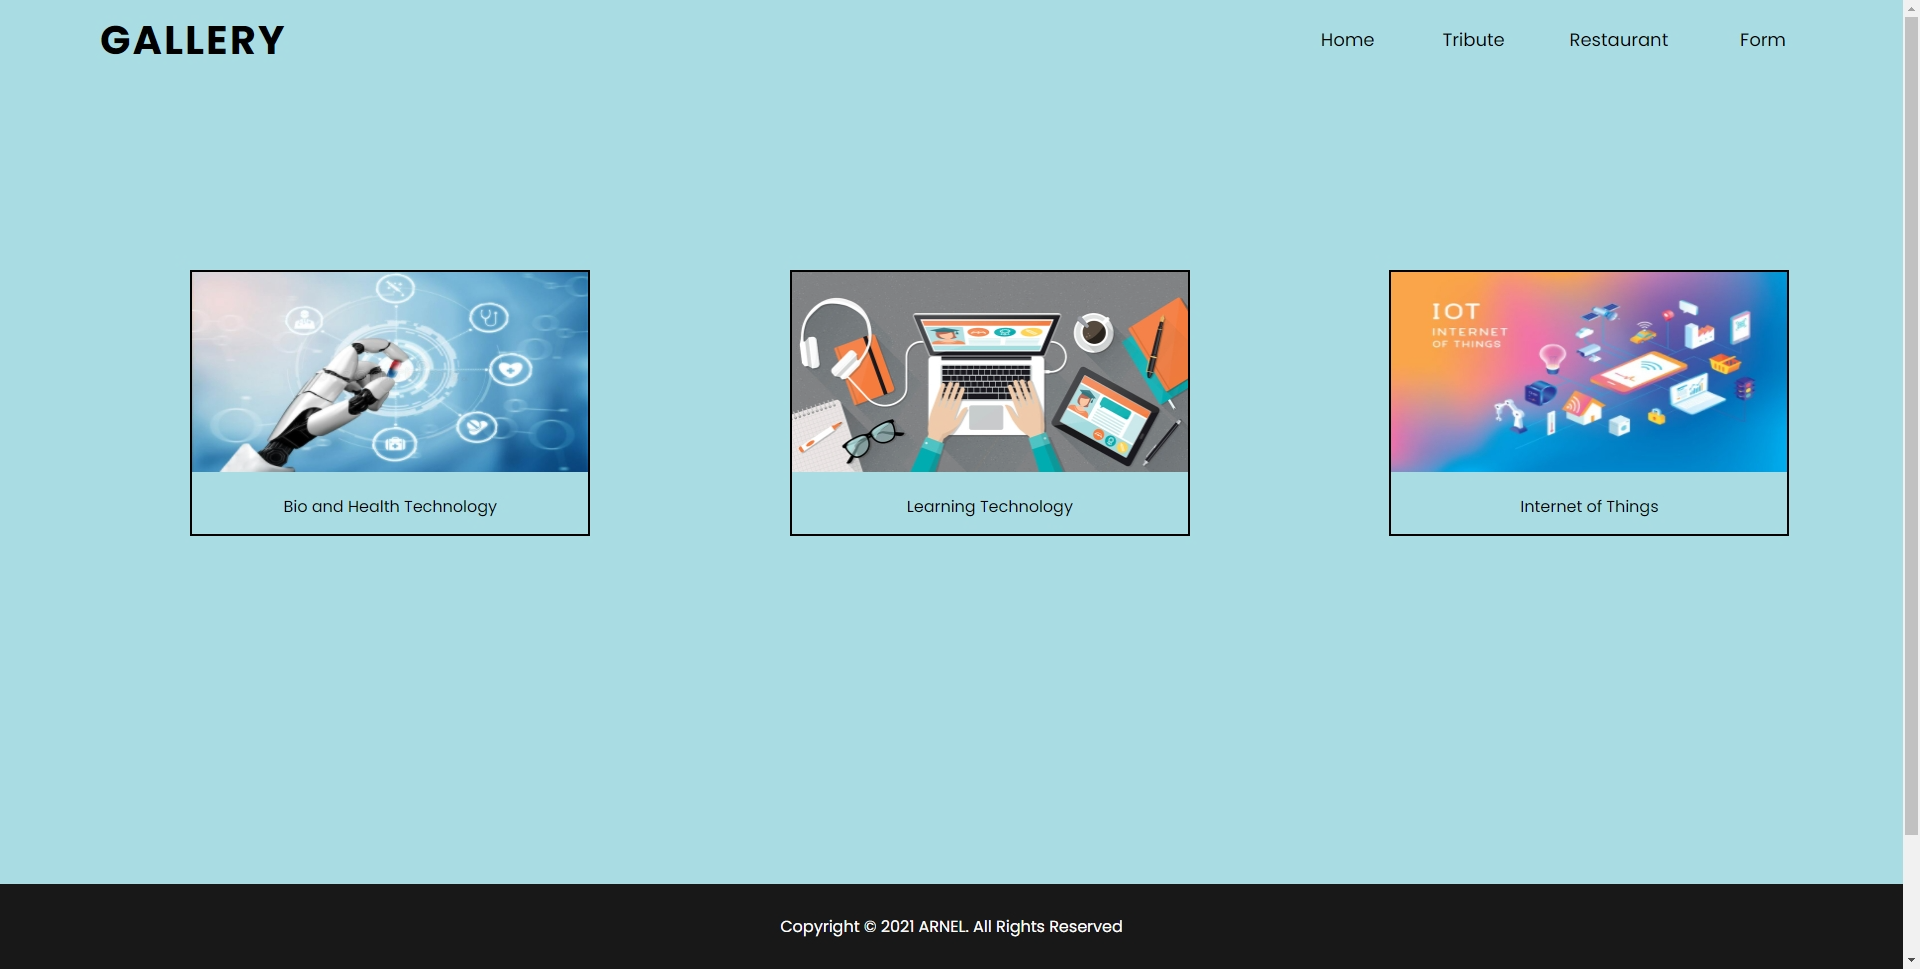 GALLERY
Home
Tribute
Restaurant
Form
IOT
INTERNET
OF THINGS
Bio and Health Technology
Learning Technology
Internet of Things
Copyright © 2021 ARNEL. All Rights Reserved